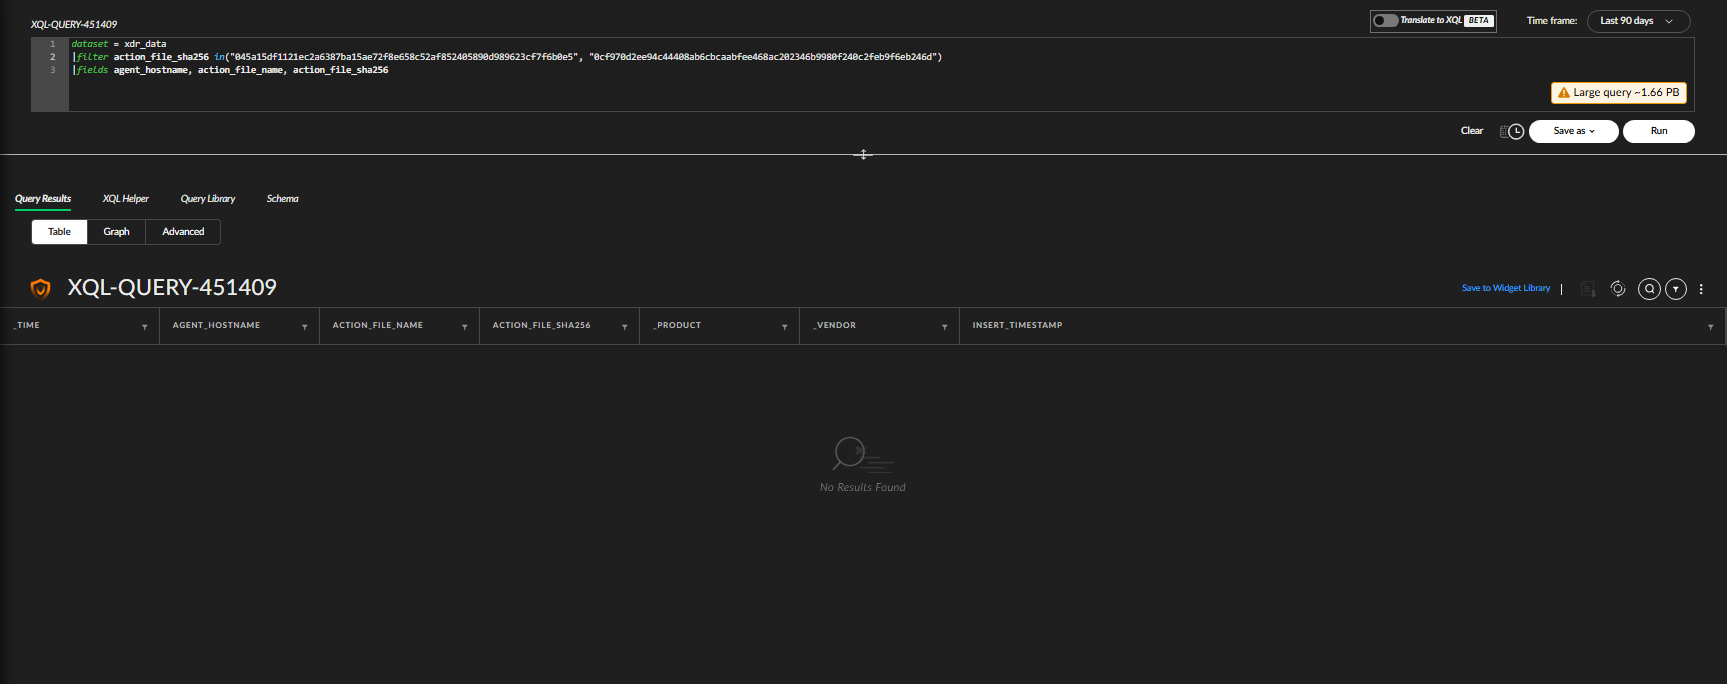 XQL-QUERY-451409
Translate to XQL BETA
Time frame: Last 90 days
1 dataset = xdr_data
2 |filter action_file_sha256 in("045a15df1121ec2a6387ba15ae72f8e658c52af852405890d989623cf7f6b0e5", "0cf970d2ee94c44408ab6cbcaabfee468ac202346b9980f240c2feb9f6eb246d")
3 |fields agent_hostname, action_file_name, action_file_sha256
Large query ~1.66 PB
Clear Save as Run
Query Results XQL Helper Query Library Schema
Table Graph Advanced
XQL-QUERY-451409
Save to Widget Library
_TIME AGENT_HOSTNAME ACTION_FILE_NAME ACTION_FILE_SHA256 _PRODUCT _VENDOR INSERT_TIMESTAMP
No Results Found